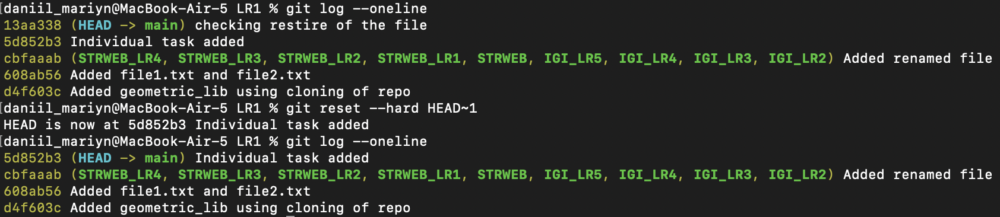 [daniil_mariyn@MacBook-Air-5 LR1 % git log --oneline
13aa338 (HEAD -> main) checking restire of the file
5d852b3 Individual task added
cbfaaab (STRWEB_LR4, STRWEB_LR3, STRWEB_LR2, STRWEB_LR1, STRWEB, IGI_LR5, IGI_LR4, IGI_LR3, IGI_LR2) Added renamed file
608ab56 Added file1.txt and file2.txt
d4f603c Added geometric_lib using cloning of repo
[daniil_mariyn@MacBook-Air-5 LR1 % git reset --hard HEAD~1
HEAD is now at 5d852b3 Individual task added
[daniil_mariyn@MacBook-Air-5 LR1 % git log --oneline
5d852b3 (HEAD -> main) Individual task added
cbfaaab (STRWEB_LR4, STRWEB_LR3, STRWEB_LR2, STRWEB_LR1, STRWEB, IGI_LR5, IGI_LR4, IGI_LR3, IGI_LR2) Added renamed file
608ab56 Added file1.txt and file2.txt
d4f603c Added geometric_lib using cloning of repo